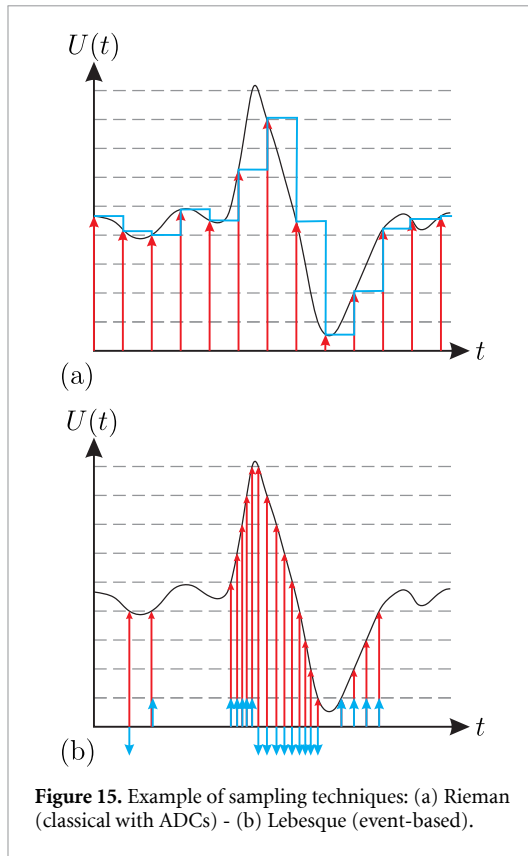 U(t)
t
(a)
U(t)
t
(b)
Figure 15. Example of sampling techniques: (a) Rieman
(classical with ADCs) - (b) Lebesque (event-based).